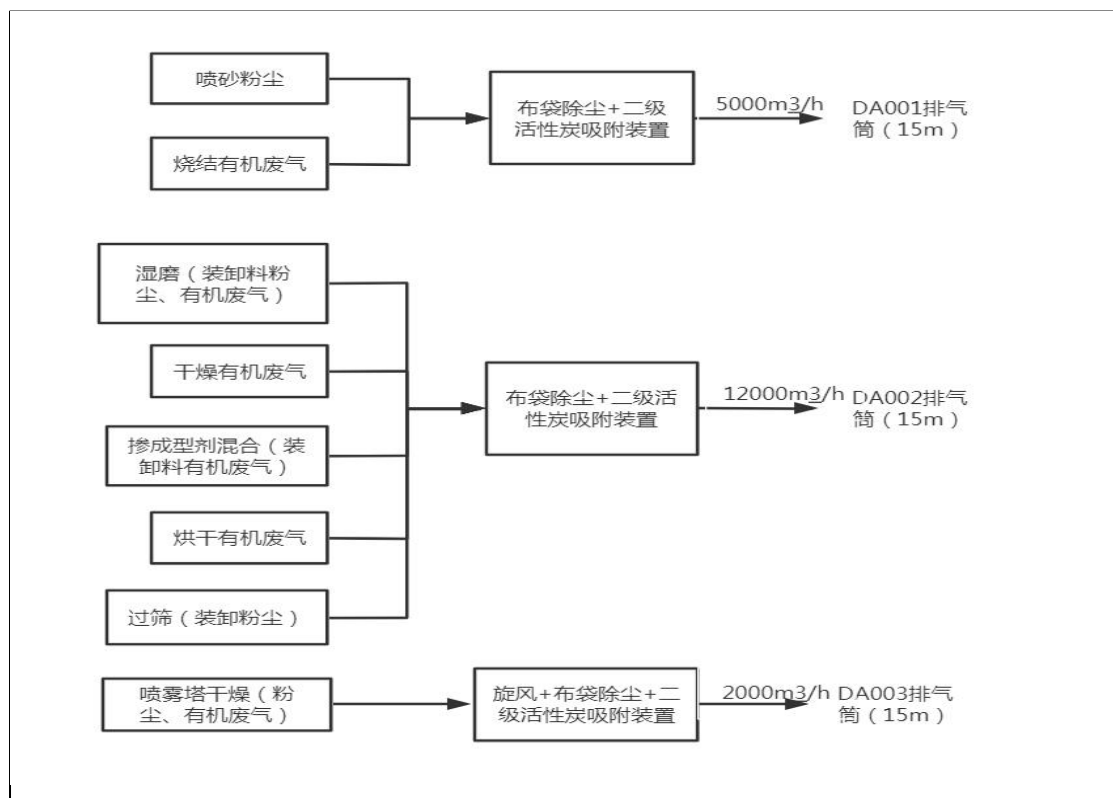 喷砂粉尘
烧结有机废气
布袋除尘+二级
活性炭吸附装置
5000m3/h
DA001排气
筒（15m）
湿磨（装卸料粉
尘、有机废气）
干燥有机废气
掺成型剂混合（装
卸料有机废气）
烘干有机废气
过筛（装卸粉尘）
布袋除尘+二级活
性炭吸附装置
12000m3/h
DA002排气
筒（15m）
喷雾塔干燥（粉
尘、有机废气）
旋风+布袋除尘+二
级活性炭吸附装置
2000m3/h
DA003排气
筒（15m）